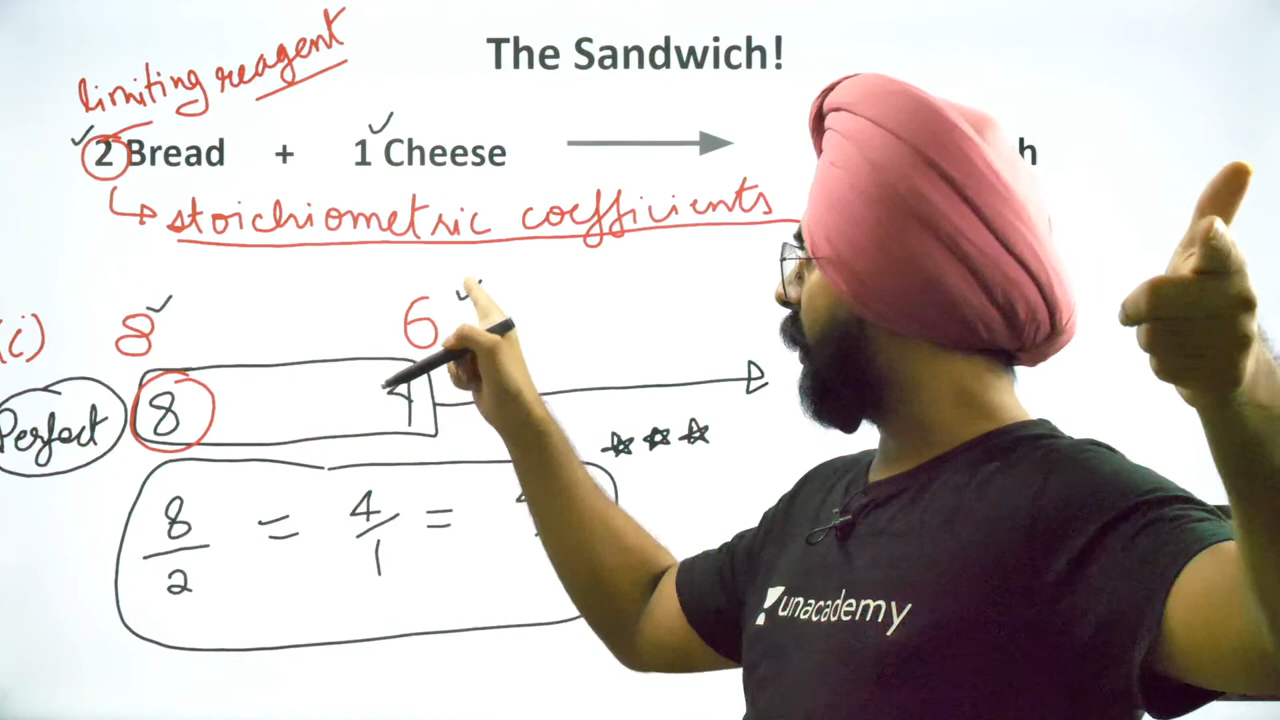 The Sandwich!
limiting reagent
2 Bread + 1 Cheese
stoichiometric coefficients
(i) 8 6
Perfect 8 4
8/2 = 4/1 =
unacademy